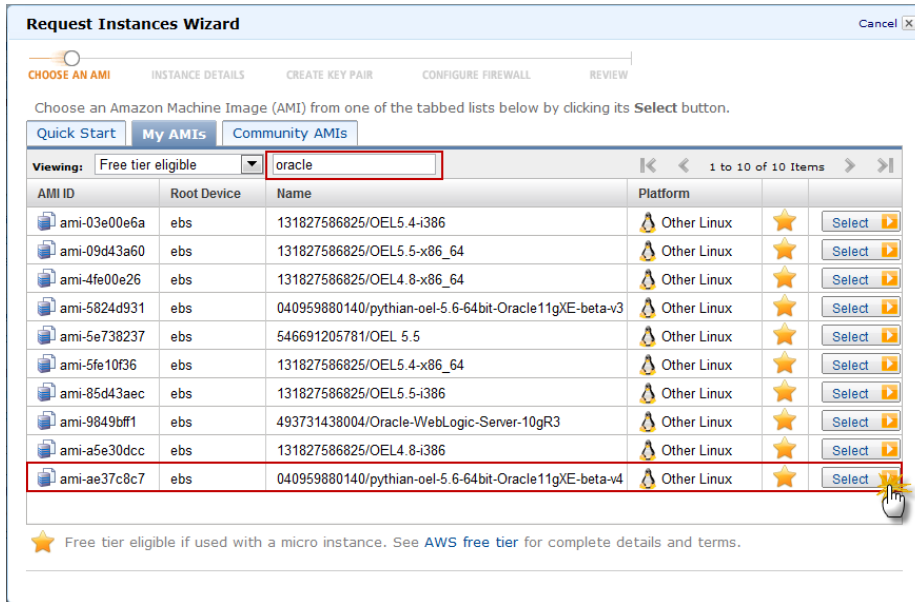 Request Instances Wizard Cancel X
CHOOSE AN AMI INSTANCE DETAILS CREATE KEY PAIR CONFIGURE FIREWALL REVIEW
Choose an Amazon Machine Image (AMI) from one of the tabbed lists below by clicking its Select button.
Quick Start My AMIs Community AMIs
Viewing: Free tier eligible oracle 1 to 10 of 10 Items
AMI ID Root Device Name Platform
ami-03e00e6a ebs 131827586825/OEL5.4-i386 Other Linux Select
ami-09d43a60 ebs 131827586825/OEL5.5-x86_64 Other Linux Select
ami-4fe00e26 ebs 131827586825/OEL4.8-x86_64 Other Linux Select
ami-5824d931 ebs 040959880140/pythian-oel-5.6-64bit-Oracle11gXE-beta-v3 Other Linux Select
ami-5e738237 ebs 546691205781/OEL 5.5 Other Linux Select
ami-5fe10f36 ebs 131827586825/OEL5.4-x86_64 Other Linux Select
ami-85d43aec ebs 131827586825/OEL5.5-i386 Other Linux Select
ami-9849bff1 ebs 493731438004/Oracle-WebLogic-Server-10gR3 Other Linux Select
ami-a5e30dcc ebs 131827586825/OEL4.8-i386 Other Linux Select
ami-ae37c8c7 ebs 040959880140/pythian-oel-5.6-64bit-Oracle11gXE-beta-v4 Other Linux Select
Free tier eligible if used with a micro instance. See AWS free tier for complete details and terms.